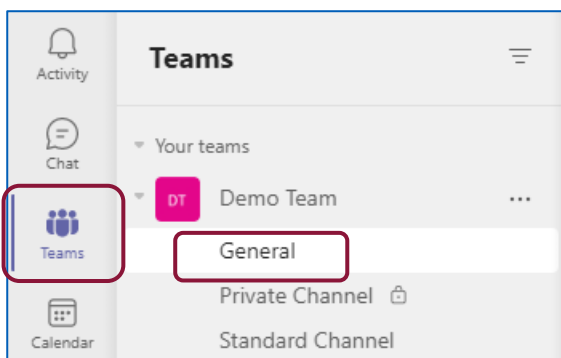 Activity
Chat
Teams
Calendar
Teams
Your teams
DT Demo Team
General
Private Channel
Standard Channel